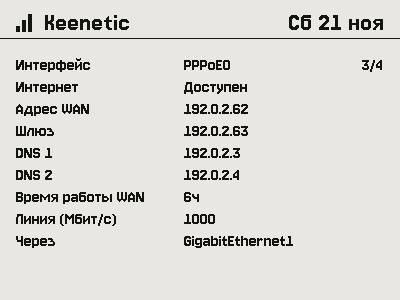 Keenetic Сб 21 ноя
Интерфейс PPPoE0 3/4
Интернет Доступен
Адрес WAN 192.0.2.62
Шлюз 192.0.2.63
DNS 1 192.0.2.3
DNS 2 192.0.2.4
Время работы WAN 6ч
Линия (Мбит/с) 1000
Через GigabitEthernet1